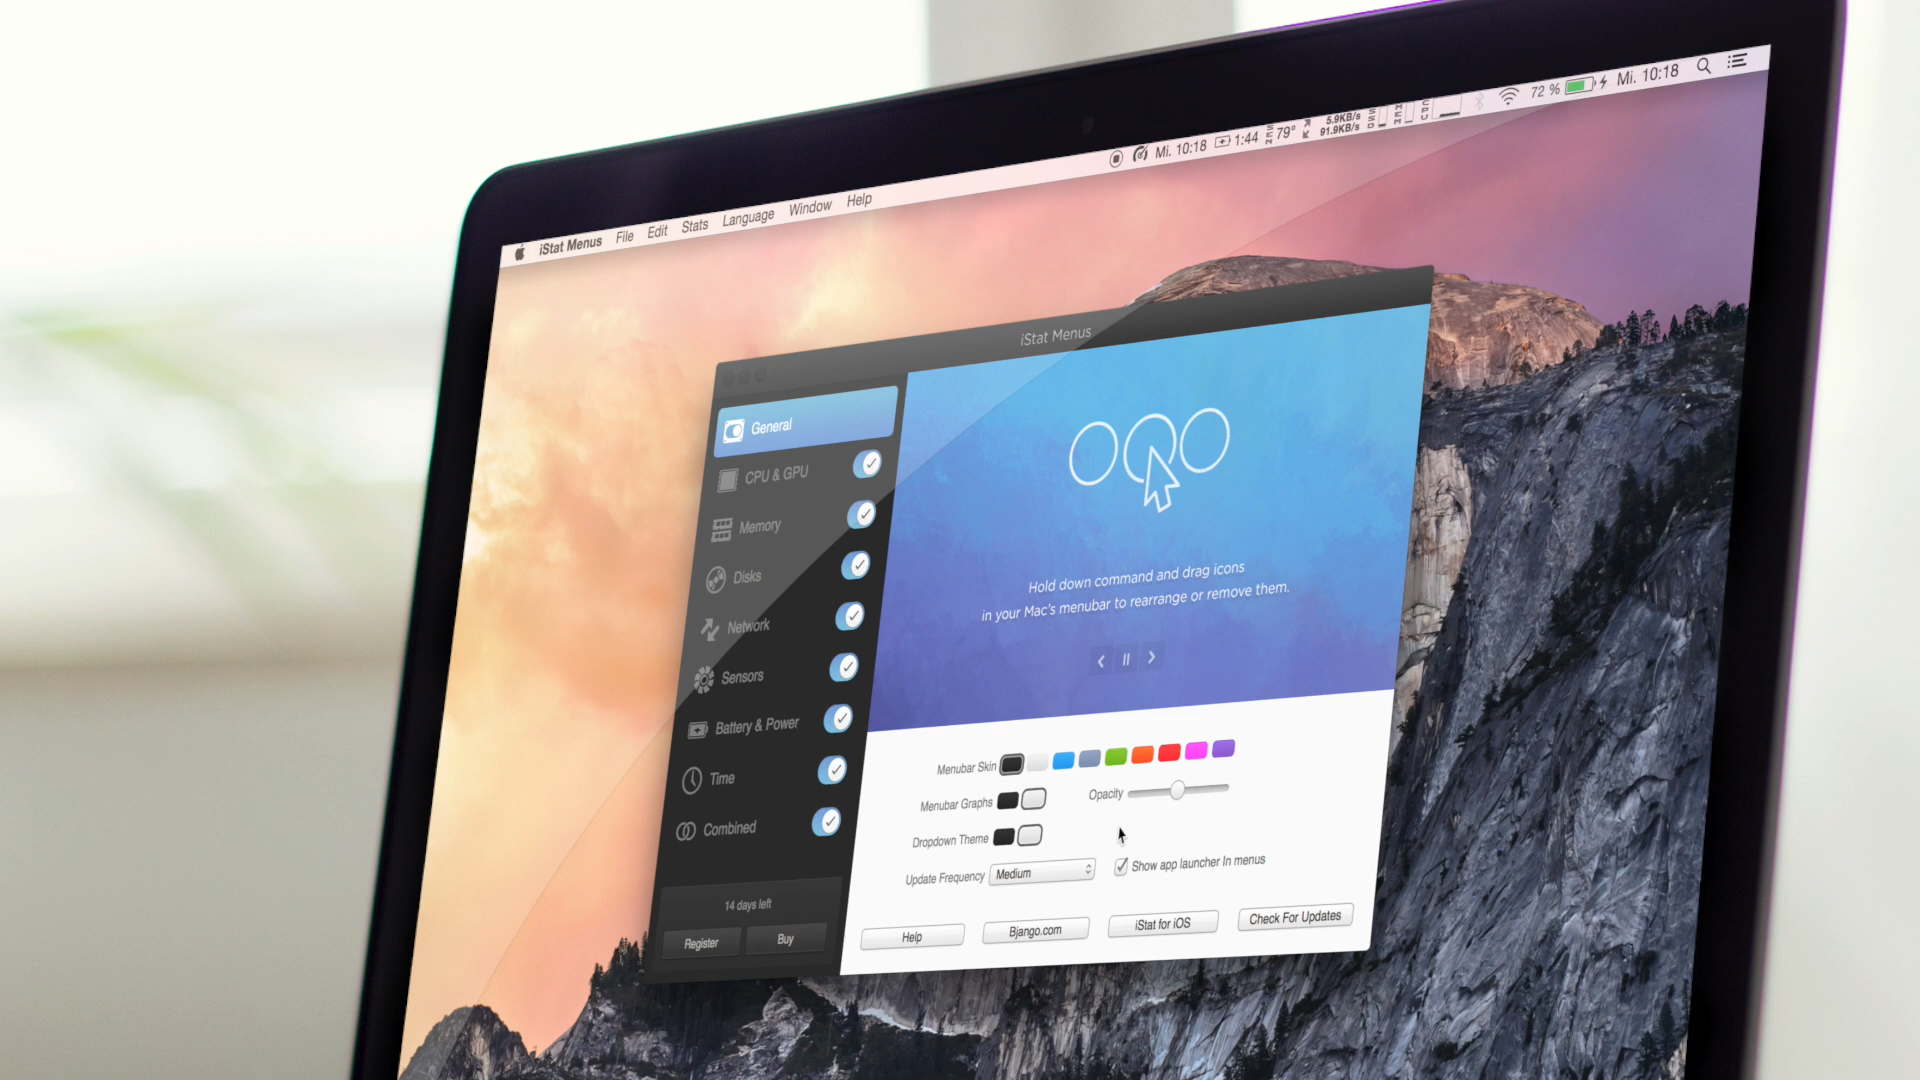 iStat Menus File Edit Stats Language Window Help
Mi. 10:18 1:44 SEN 79° 5.9KB/s 91.9KB/s SSD MEM CPU 72 % Mi. 10:18
iStat Menus
General
CPU & GPU
Memory
Disks
Network
Sensors
Battery & Power
Time
Combined
14 days left
Register Buy
Hold down command and drag icons
in your Mac's menubar to rearrange or remove them.
Menubar Skin
Menubar Graphs Opacity
Dropdown Theme
Update Frequency Medium Show app launcher In menus
Help Bjango.com iStat for iOS Check For Updates